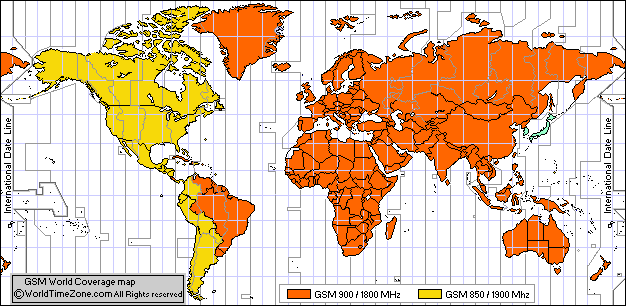 International Date Line
International Date Line
GSM World Coverage map
©WorldTimeZone.com All Rights reserved
GSM 900 / 1800 MHz
GSM 850 / 1900 Mhz